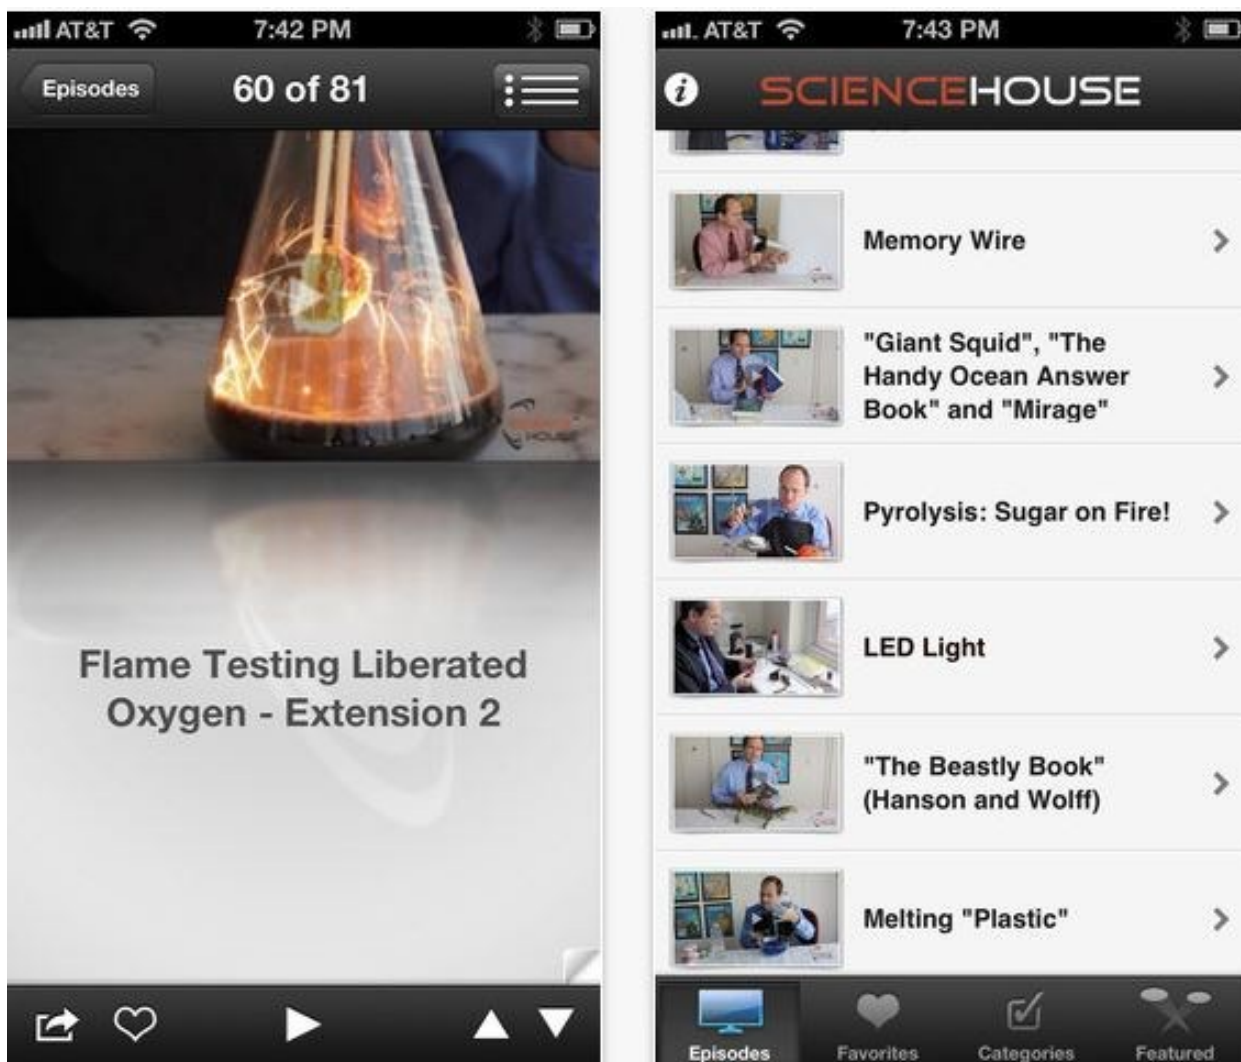 AT&T 7:42 PM
Episodes 60 of 81
HOUSE
Flame Testing Liberated
Oxygen - Extension 2
AT&T 7:43 PM
SCIENCEHOUSE
Memory Wire
"Giant Squid", "The
Handy Ocean Answer
Book" and "Mirage"
Pyrolysis: Sugar on Fire!
LED Light
"The Beastly Book"
(Hanson and Wolff)
Melting "Plastic"
Episodes Favorites Categories Featured